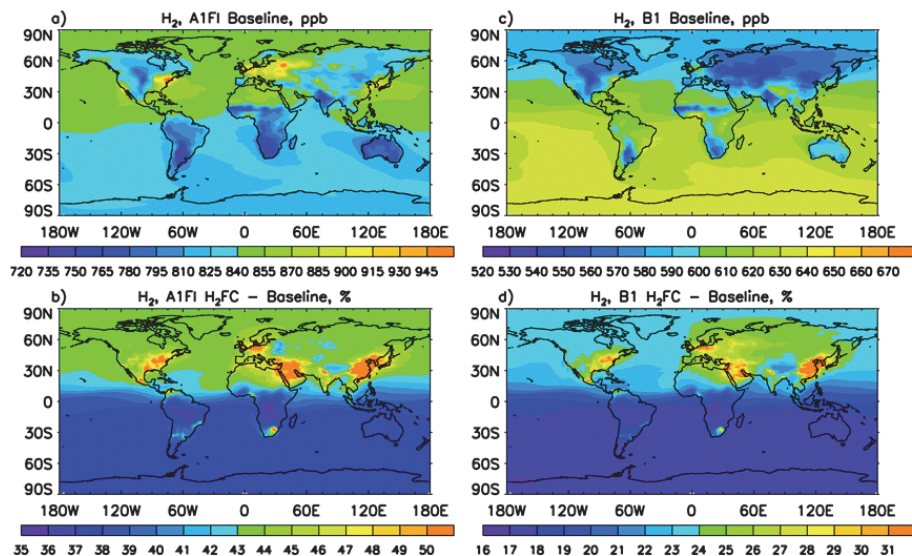 a) H₂, A1FI Baseline, ppb
90N
60N
30N
0
30S
60S
90S
180W 120W 60W 0 60E 120E 180E
720 735 750 765 780 795 810 825 840 855 870 885 900 915 930 945
c) H₂, B1 Baseline, ppb
90N
60N
30N
0
30S
60S
90S
180W 120W 60W 0 60E 120E 180E
520 530 540 550 560 570 580 590 600 610 620 630 640 650 660 670
b) H₂, A1FI H₂FC – Baseline, %
90N
60N
30N
0
30S
60S
90S
180W 120W 60W 0 60E 120E 180E
35 36 37 38 39 40 41 42 43 44 45 46 47 48 49 50
d) H₂, B1 H₂FC – Baseline, %
90N
60N
30N
0
30S
60S
90S
180W 120W 60W 0 60E 120E 180E
16 17 18 19 20 21 22 23 24 25 26 27 28 29 30 31